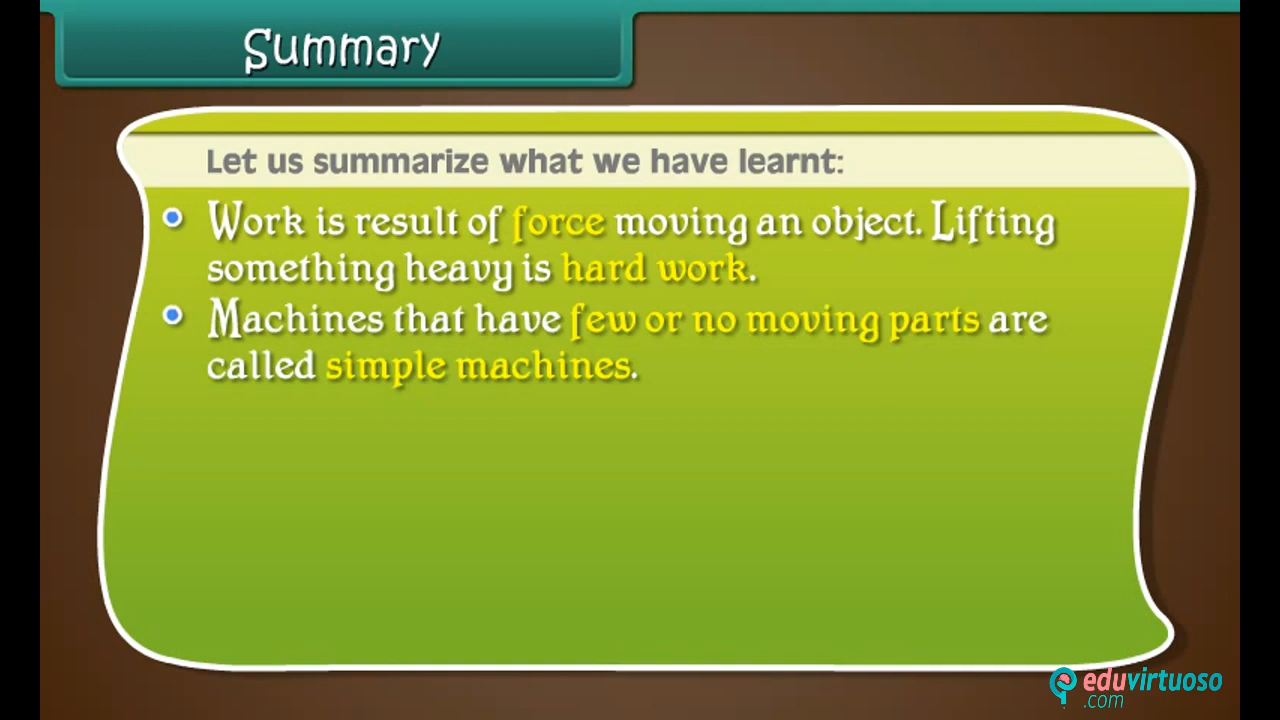 Summary
Let us summarize what we have learnt:
Work is result of force moving an object. Lifting
something heavy is hard work.
Machines that have few or no moving parts are
called simple machines.
eduvirtuoso
.com